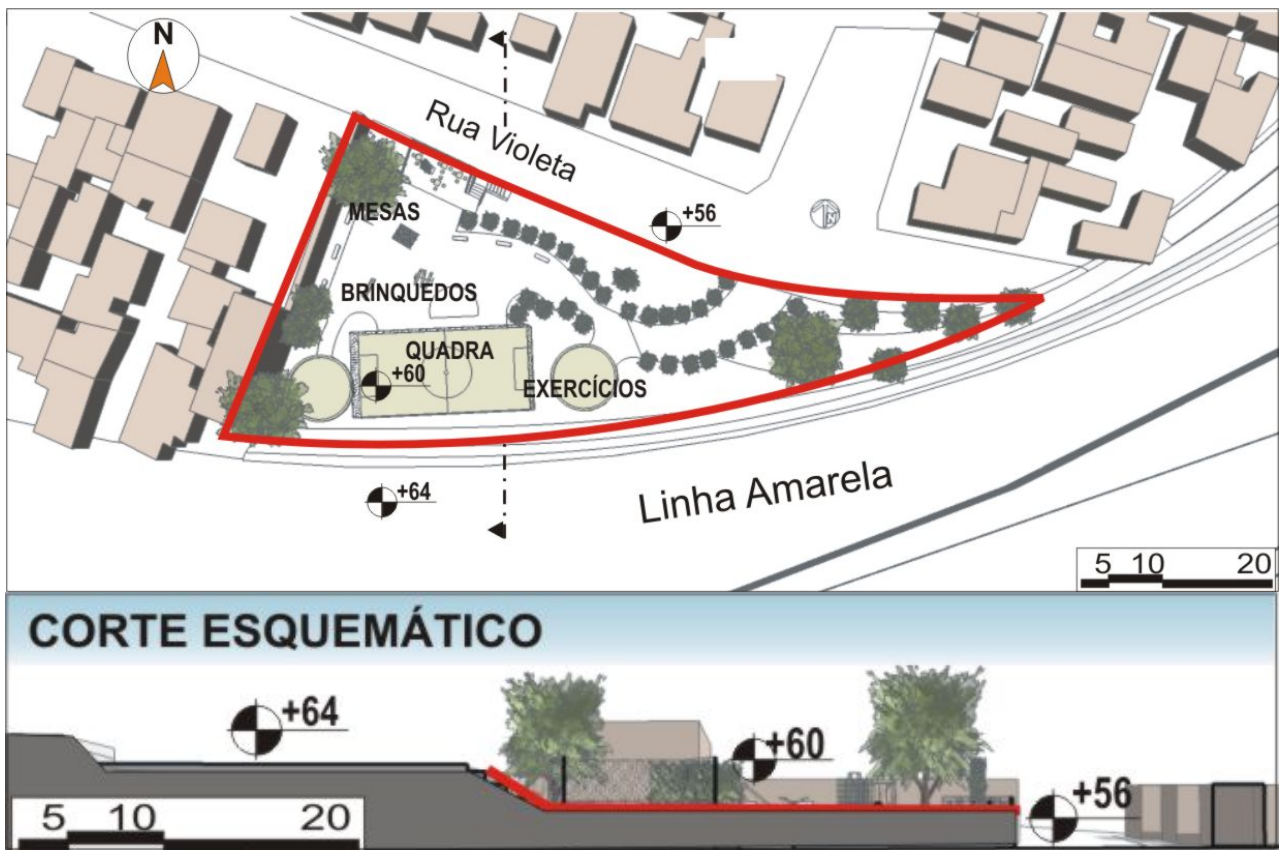 N
Rua Violeta
+56
MESAS
N
BRINQUEDOS
QUADRA
+60
EXERCÍCIOS
+64
Linha Amarela
5 10 20
CORTE ESQUEMÁTICO
+64
+60
+56
5 10 20